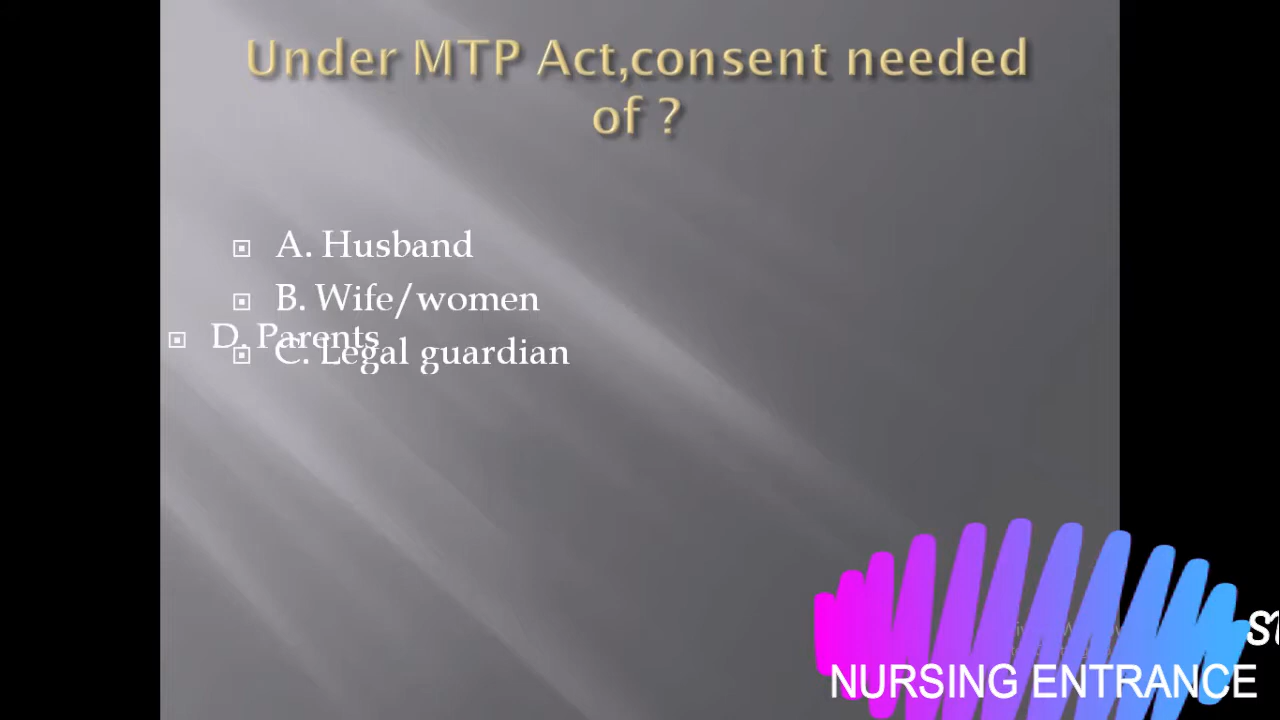 Under MTP Act,consent needed
of ?
A. Husband
B. Wife/women
D. Parents
C. Legal guardian
NURSING ENTRANCE